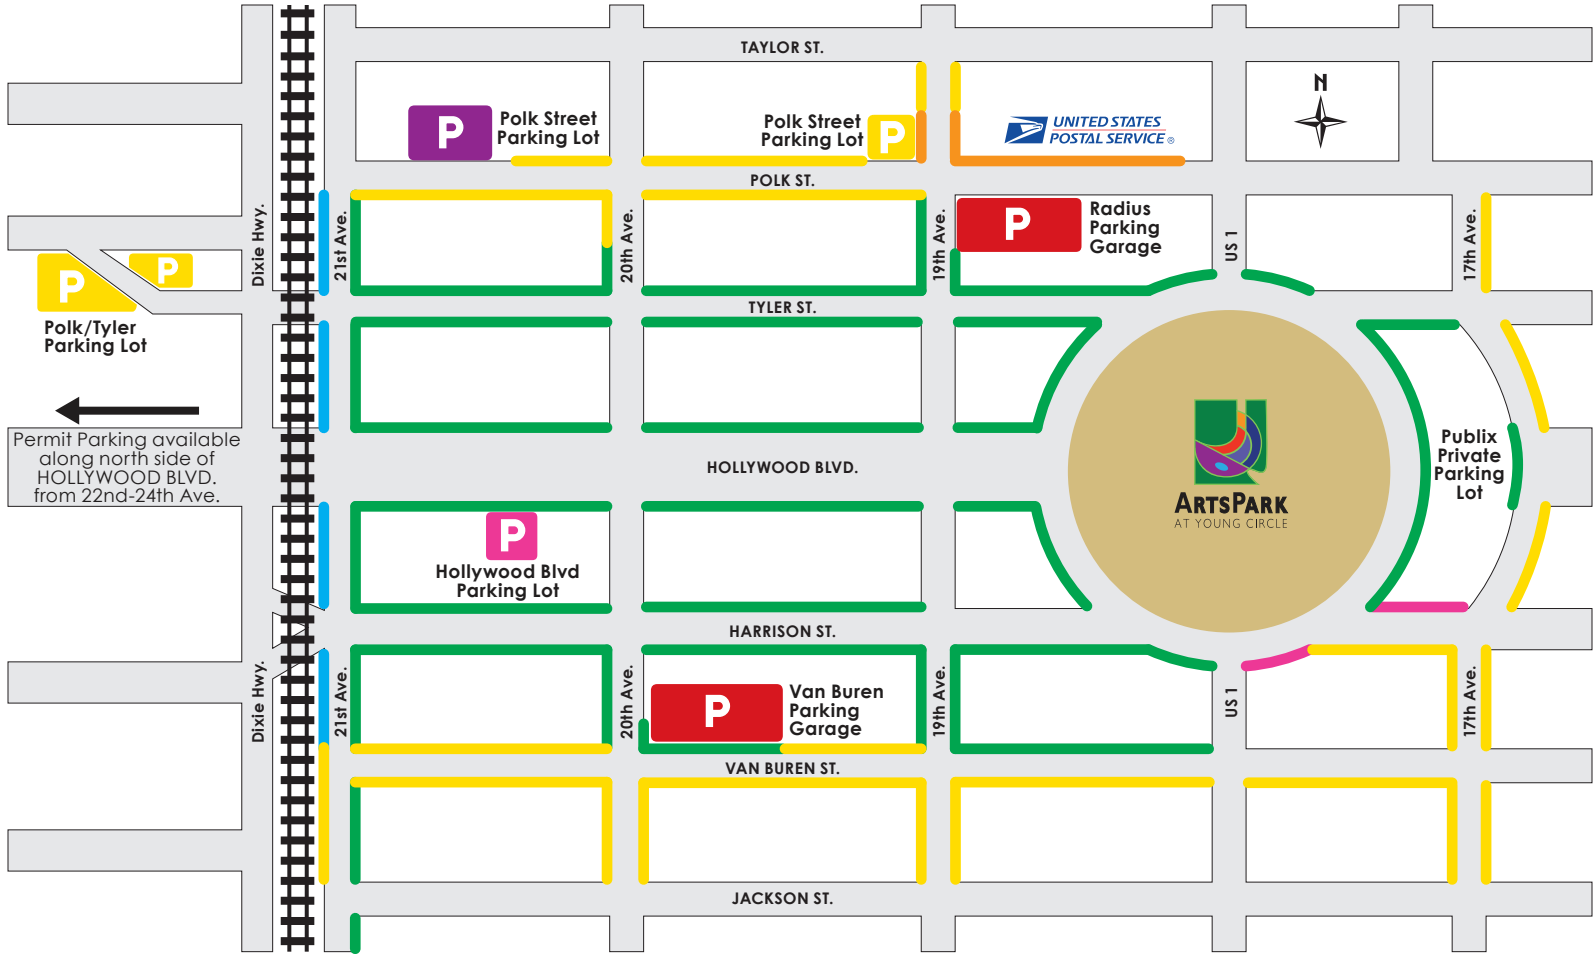 TAYLOR ST.
N
P
Polk Street
Parking Lot
Polk Street
Parking Lot
P
UNITED STATES
POSTAL SERVICE ®
POLK ST.
Dixie Hwy.
21st Ave.
20th Ave.
19th Ave.
P
Radius
Parking
Garage
US 1
17th Ave.
P
P
Polk/Tyler
Parking Lot
TYLER ST.
Permit Parking available
along north side of
HOLLYWOOD BLVD.
from 22nd-24th Ave.
HOLLYWOOD BLVD.
ARTSPARK
AT YOUNG CIRCLE
Publix
Private
Parking
Lot
P
Hollywood Blvd
Parking Lot
HARRISON ST.
Dixie Hwy.
21st Ave.
20th Ave.
P
Van Buren
Parking
Garage
19th Ave.
US 1
17th Ave.
VAN BUREN ST.
JACKSON ST.